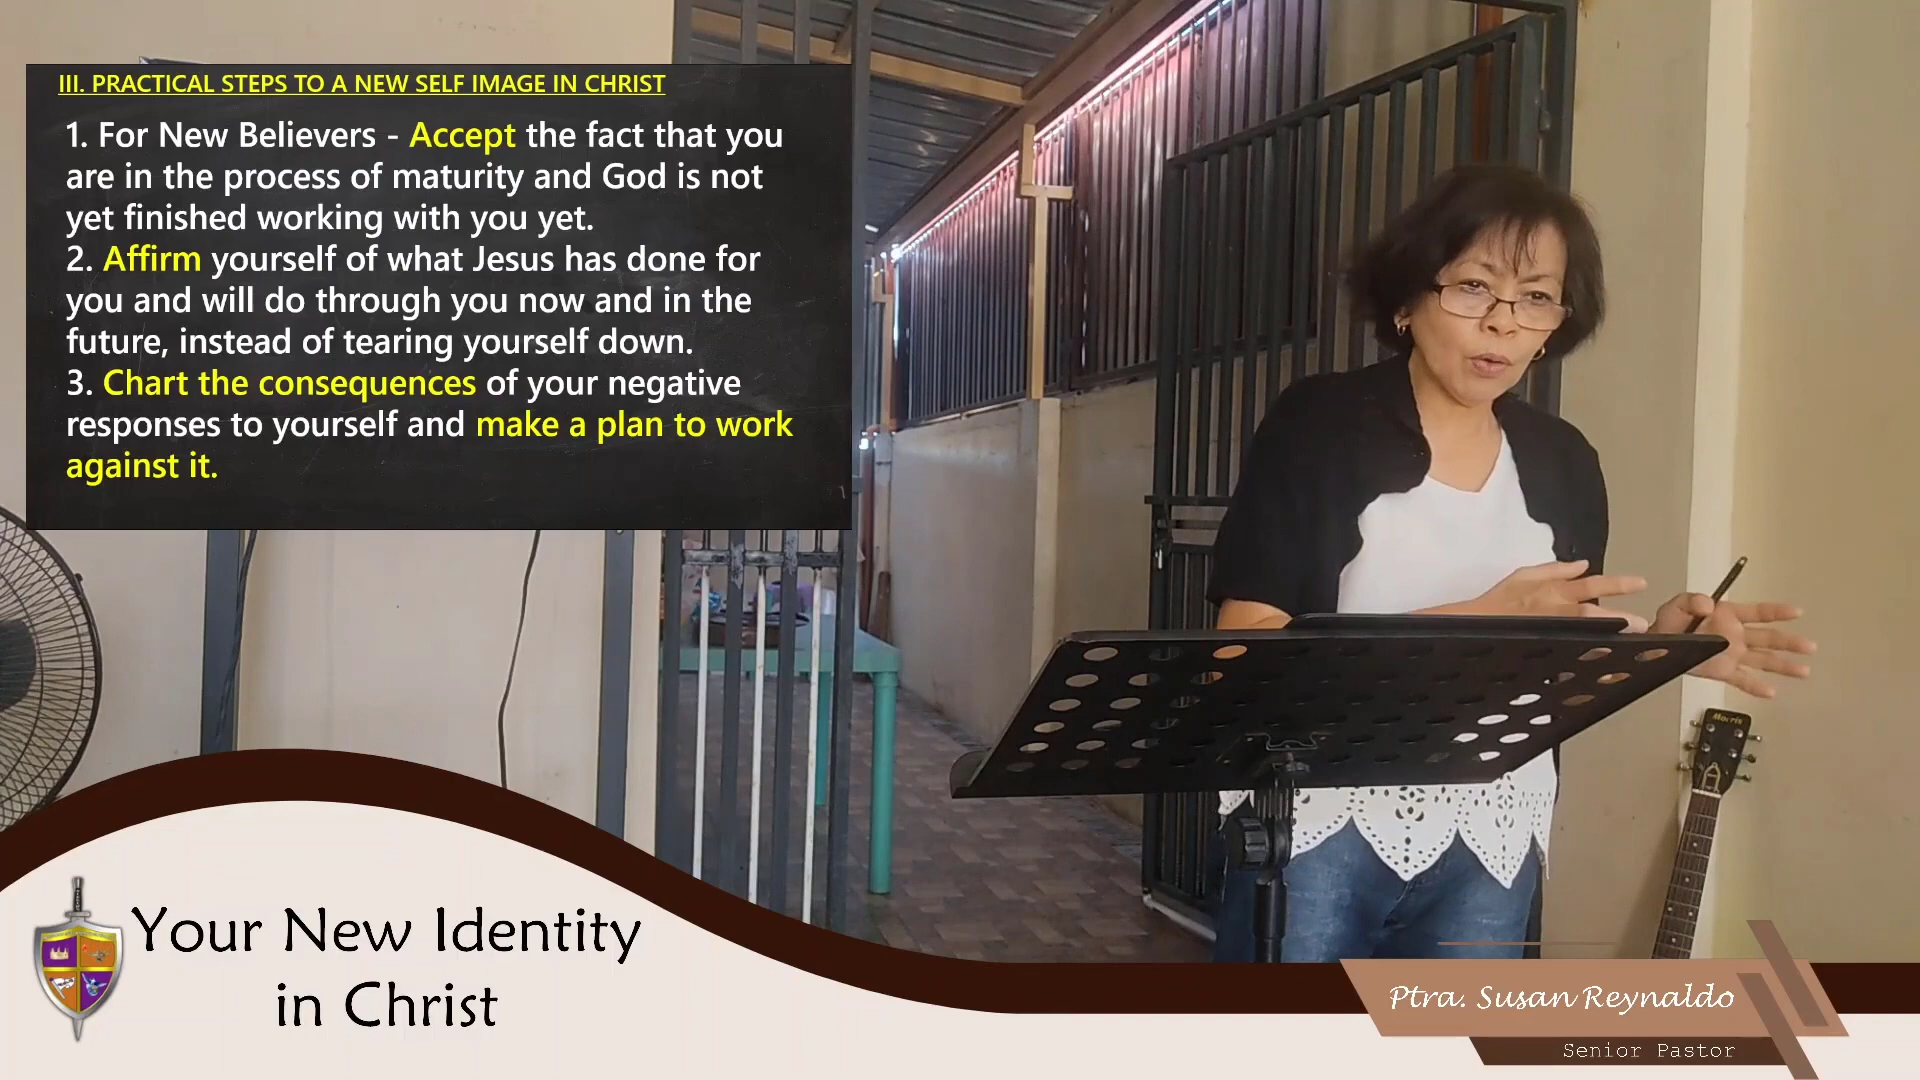 III. PRACTICAL STEPS TO A NEW SELF IMAGE IN CHRIST
1. For New Believers - Accept the fact that you
are in the process of maturity and God is not
yet finished working with you yet.
2. Affirm yourself of what Jesus has done for
you and will do through you now and in the
future, instead of tearing yourself down.
3. Chart the consequences of your negative
responses to yourself and make a plan to work
against it.
Morris
Your New Identity
in Christ
Ptra. Susan Reynaldo
Senior Pastor